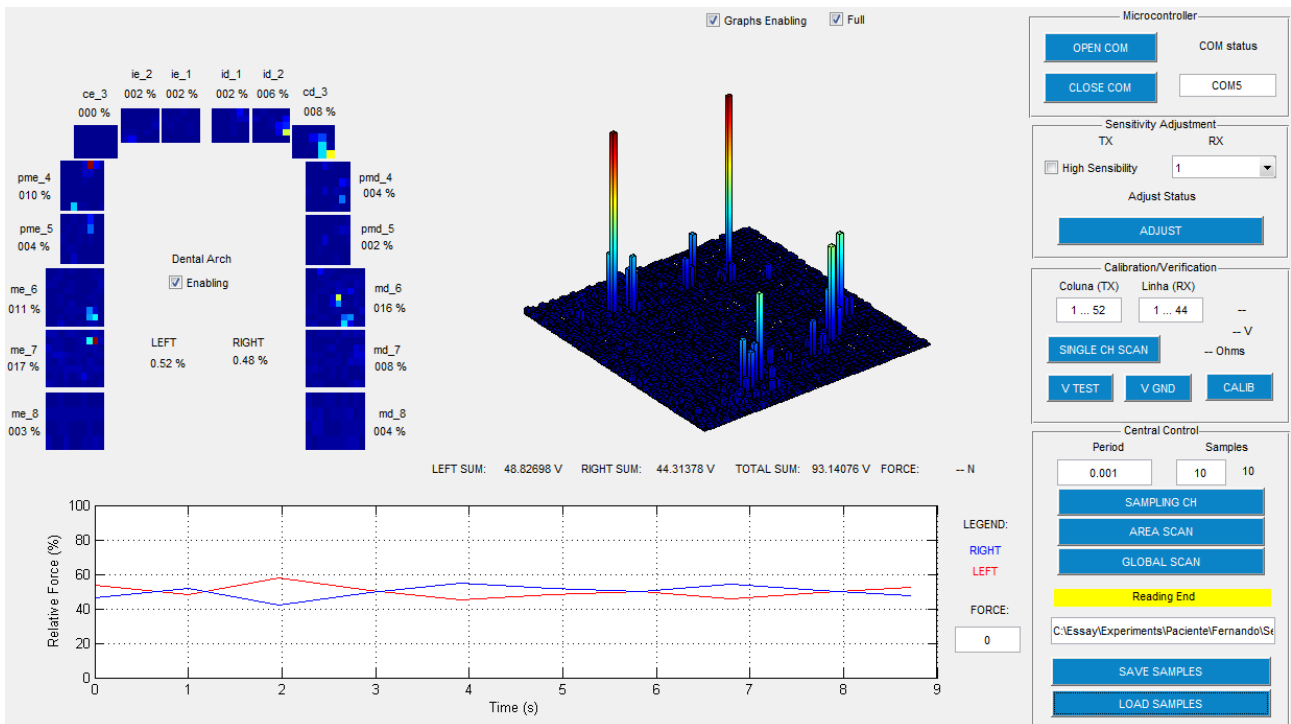 Graphs Enabling Full
ie_2 ie_1 id_1 id_2
002 % 002 % 002 % 006 %
ce_3 cd_3
000 % 008 %
pme_4
010 %
pmd_4
004 %
pme_5
004 %
pmd_5
002 %
Dental Arch
Enabling
me_6
011 %
md_6
016 %
LEFT RIGHT
0.52 % 0.48 %
me_7
017 %
md_7
008 %
me_8
003 %
md_8
004 %
LEFT SUM: 48.82698 V RIGHT SUM: 44.31378 V TOTAL SUM: 93.14076 V FORCE: -- N
100
80
60
40
20
0
Relative Force (%)
0 1 2 3 4 5 6 7 8 9
Time (s)
LEGEND:
RIGHT
LEFT
FORCE:
0
Microcontroller
OPEN COM COM status
CLOSE COM COM5
Sensitivity Adjustment
TX RX
High Sensibility 1
Adjust Status
ADJUST
Calibration/Verification
Coluna (TX) Linha (RX)
1 ... 52 1 ... 44 --
-- V
SINGLE CH SCAN -- Ohms
V TEST V GND CALIB
Central Control
Period Samples
0.001 10 10
SAMPLING CH
AREA SCAN
GLOBAL SCAN
Reading End
C:\Essay\Experiments\Paciente\Fernando\Se
SAVE SAMPLES
LOAD SAMPLES